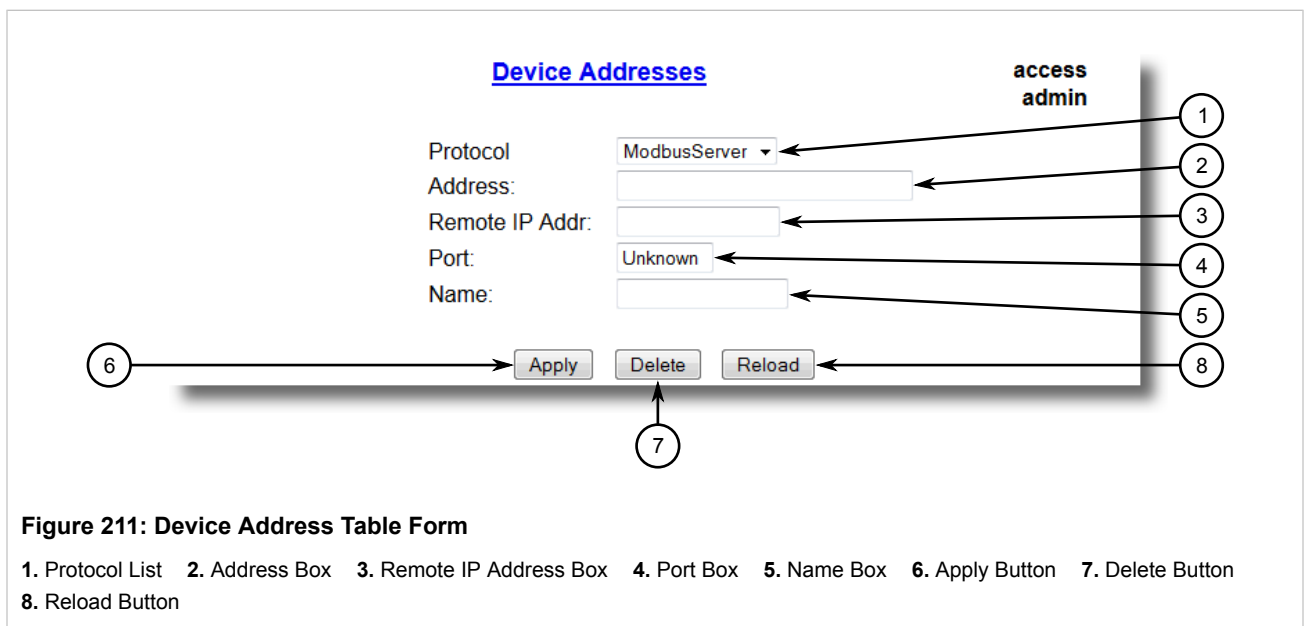 Device Addresses
access
admin
1
Protocol
ModbusServer
2
Address:
3
Remote IP Addr:
4
Port:
Unknown
5
Name:
6
Apply
Delete
Reload
8
7
Figure 211: Device Address Table Form
1. Protocol List 2. Address Box 3. Remote IP Address Box 4. Port Box 5. Name Box 6. Apply Button 7. Delete Button
8. Reload Button